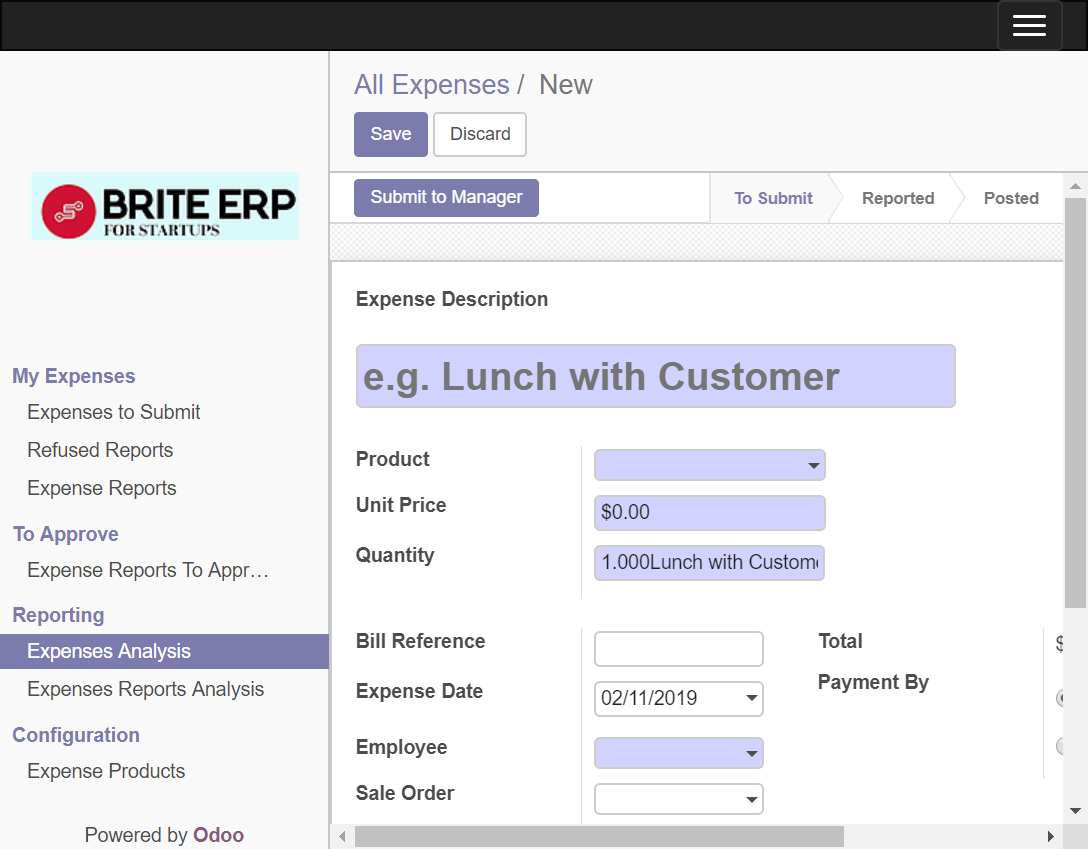 All Expenses / New
Save Discard
BRITE ERP
FOR STARTUPS
Submit to Manager To Submit Reported Posted
Expense Description
e.g. Lunch with Customer
My Expenses
Expenses to Submit
Refused Reports
Expense Reports
To Approve
Expense Reports To Appr…
Reporting
Expenses Analysis
Expenses Reports Analysis
Configuration
Expense Products
Powered by Odoo
Product
Unit Price $0.00
Quantity 1.000Lunch with Custom
Bill Reference
Expense Date 02/11/2019
Employee
Sale Order
Total $
Payment By